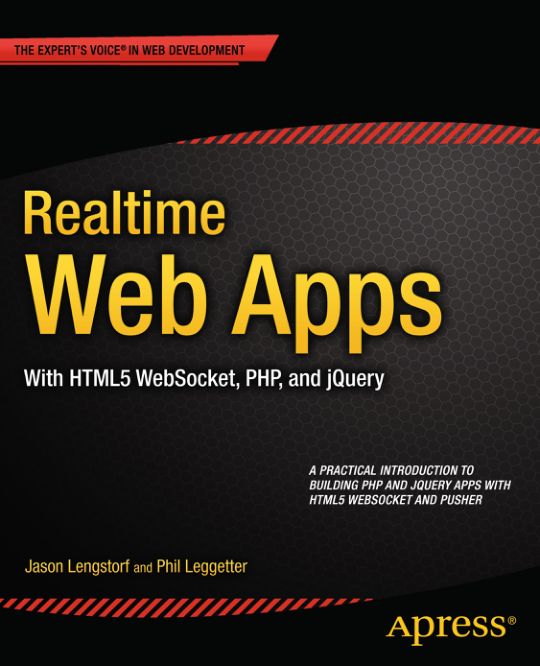 THE EXPERT'S VOICE® IN WEB DEVELOPMENT
Realtime
Web Apps
With HTML5 WebSocket, PHP, and jQuery
A PRACTICAL INTRODUCTION TO
BUILDING PHP AND JQUERY APPS WITH
HTML5 WEBSOCKET AND PUSHER
Jason Lengstorf and Phil Leggetter
Apress®